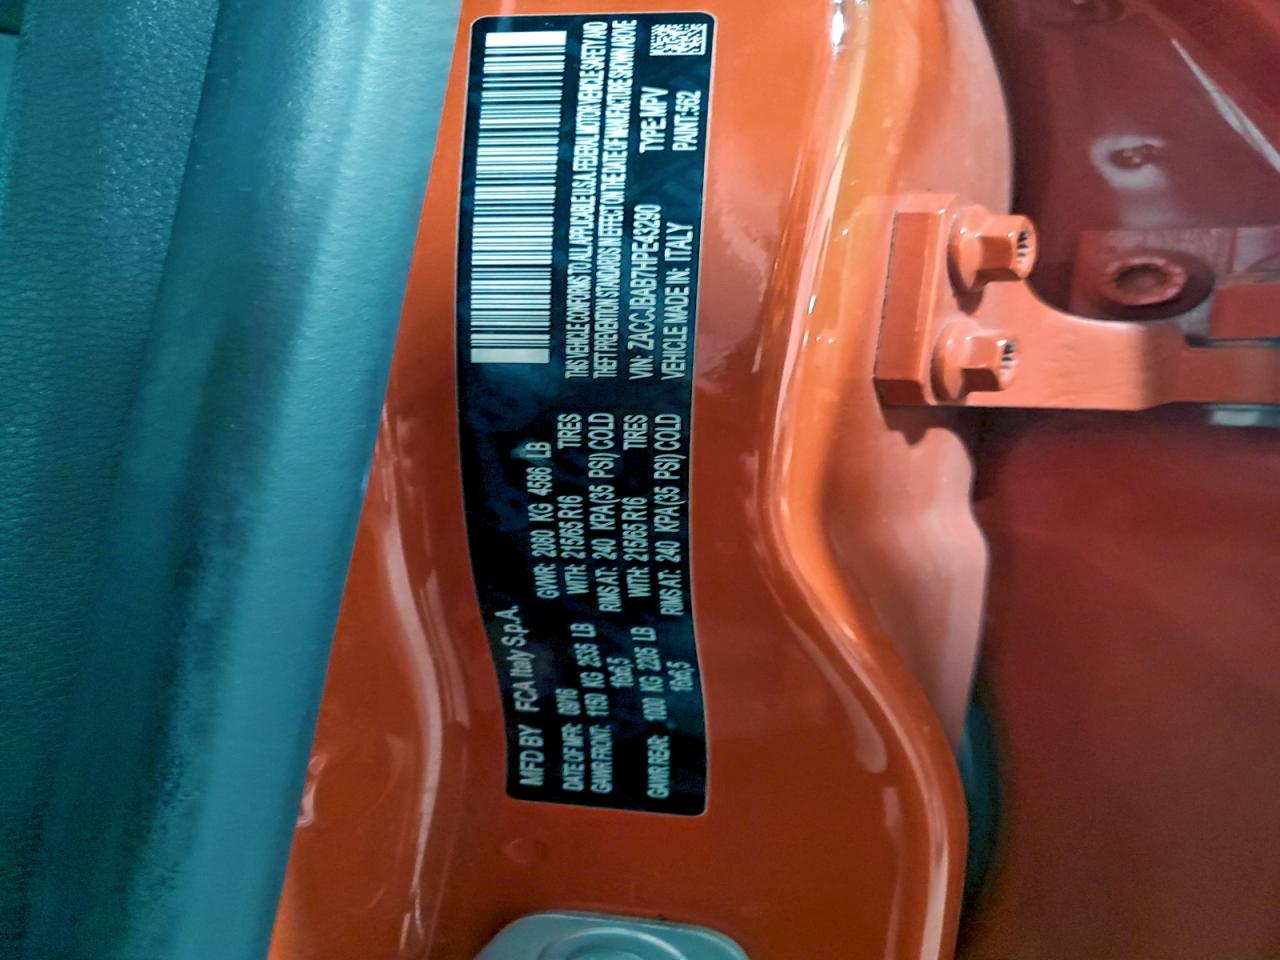 MFD BY FCA Italy S.p.A.
DATE OF MFR: 09/16 GVWR: 2080 KG 4586 LB
GAWR FRONT: 1150 KG 2535 LB WITH: 215/65 R16 TIRES
16x6,5 RIMS AT: 240 KPA(35 PSI) COLD
GAWR REAR: 1000 KG 2205 LB WITH: 215/65 R16 TIRES
16x6,5 RIMS AT: 240 KPA(35 PSI) COLD
THIS VEHICLE CONFORMS TO ALL APPLICABLE U.S.A. FEDERAL MOTOR VEHICLE SAFETY AND
THEFT PREVENTION STANDARDS IN EFFECT ON THE DATE OF MANUFACTURE SHOWN ABOVE
VIN: ZACCJBAB7HPE43290 TYPE: MPV
VEHICLE MADE IN: ITALY PAINT: 562